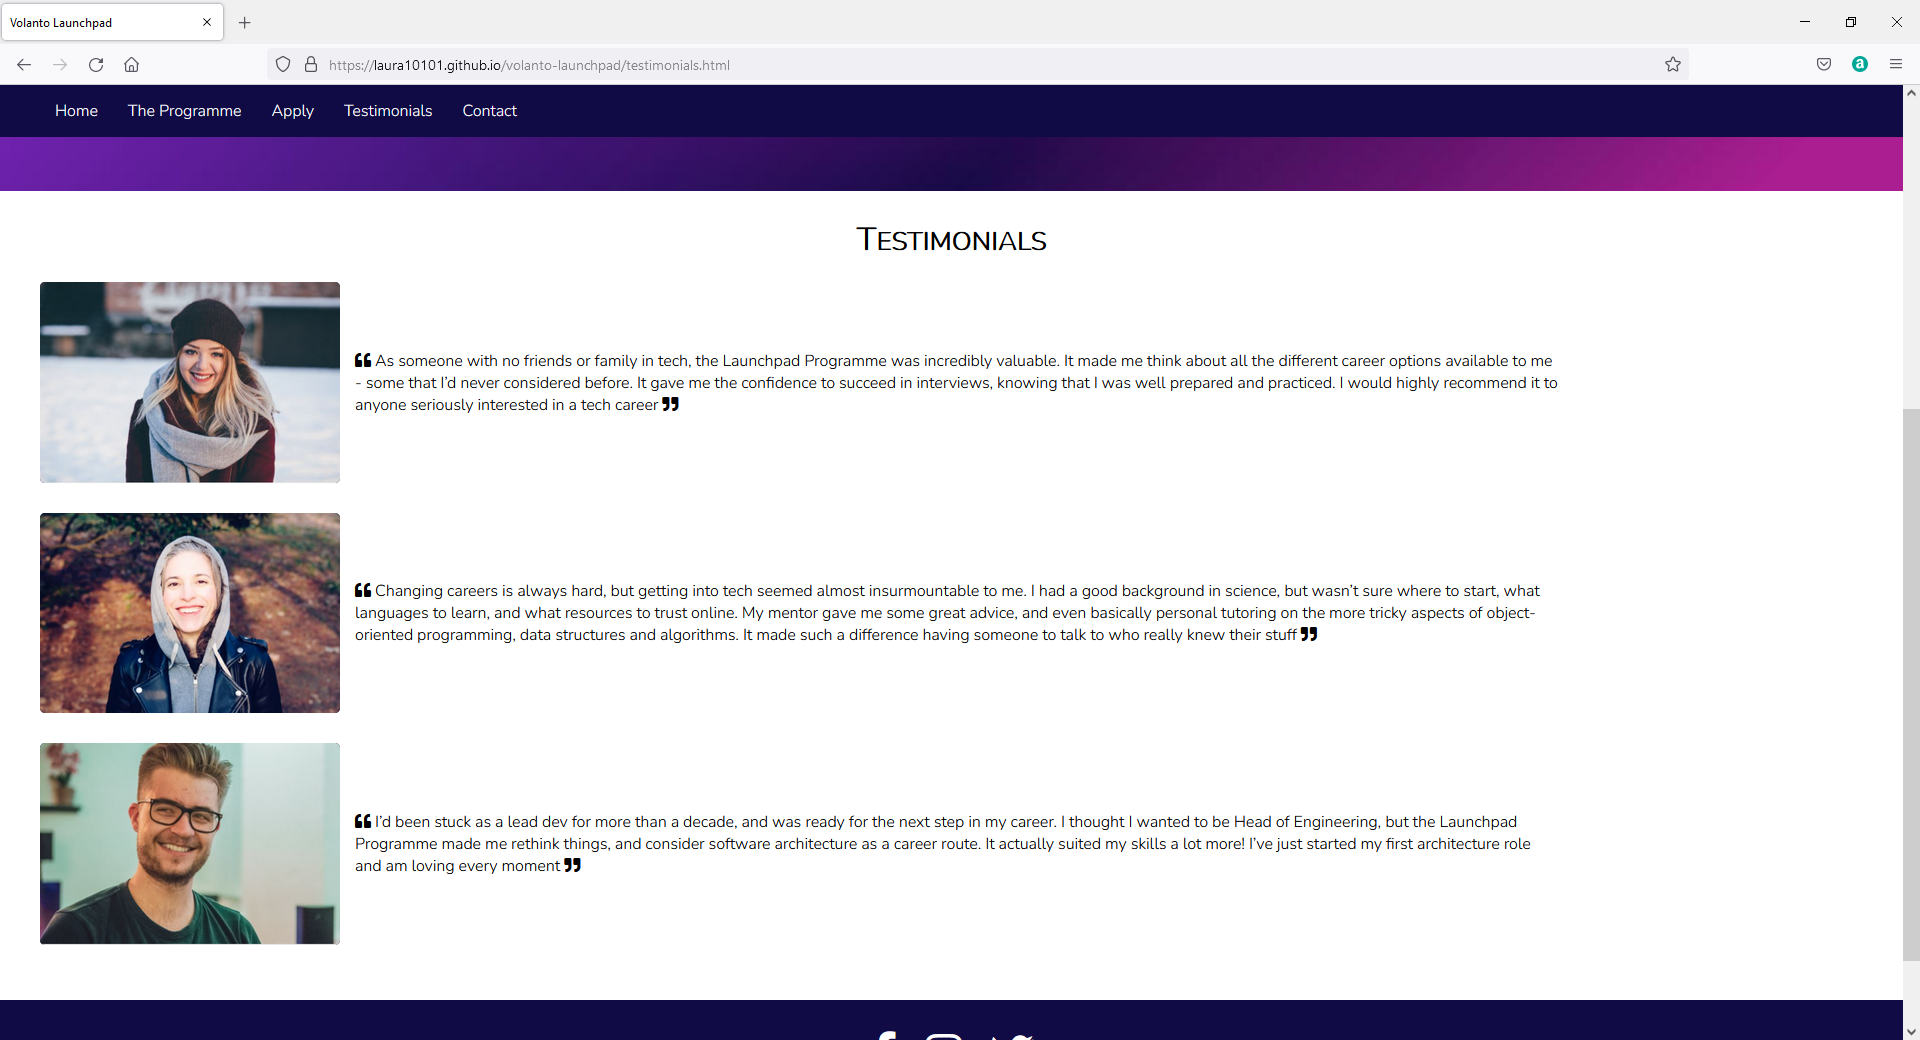 Volanto Launchpad
https://laura10101.github.io/volanto-launchpad/testimonials.html
a
Home The Programme Apply Testimonials Contact
TESTIMONIALS
❝ As someone with no friends or family in tech, the Launchpad Programme was incredibly valuable. It made me think about all the different career options available to me
- some that I’d never considered before. It gave me the confidence to succeed in interviews, knowing that I was well prepared and practiced. I would highly recommend it to
anyone seriously interested in a tech career ❞
❝ Changing careers is always hard, but getting into tech seemed almost insurmountable to me. I had a good background in science, but wasn’t sure where to start, what
languages to learn, and what resources to trust online. My mentor gave me some great advice, and even basically personal tutoring on the more tricky aspects of object-
oriented programming, data structures and algorithms. It made such a difference having someone to talk to who really knew their stuff ❞
❝ I’d been stuck as a lead dev for more than a decade, and was ready for the next step in my career. I thought I wanted to be Head of Engineering, but the Launchpad
Programme made me rethink things, and consider software architecture as a career route. It actually suited my skills a lot more! I’ve just started my first architecture role
and am loving every moment ❞